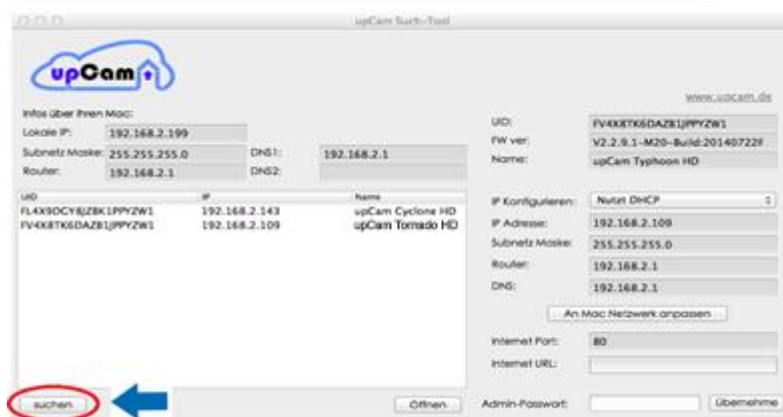 upCam Such-Tool
upCam
www.upcam.de
Infos über Ihren Mac:
Lokale IP: 192.168.2.199
Subnetz Maske: 255.255.255.0 DNS1: 192.168.2.1
Router: 192.168.2.1 DNS2:
UID IP Name
FL4X9DCY8JZBK1PPYZW1 192.168.2.143 upCam Cyclone HD
FV4X8TK6DAZB1JPPYZW1 192.168.2.109 upCam Tornado HD
suchen Öffnen
UID: FV4X8TK6DAZB1JPPYZW1
FW ver: V2.2.9.1-M20-Build:20140722F
Name: upCam Typhoon HD
IP Konfigurieren: Nutzt DHCP
IP Adresse: 192.168.2.109
Subnetz Maske: 255.255.255.0
Router: 192.168.2.1
DNS: 192.168.2.1
An Mac Netzwerk anpassen
Internet Port: 80
Internet URL:
Admin-Passwort: Übernehme